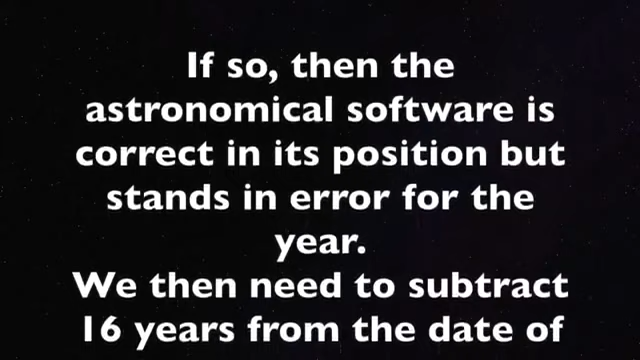 If so, then the
astronomical software is
correct in its position but
stands in error for the
year.
We then need to subtract
16 years from the date of